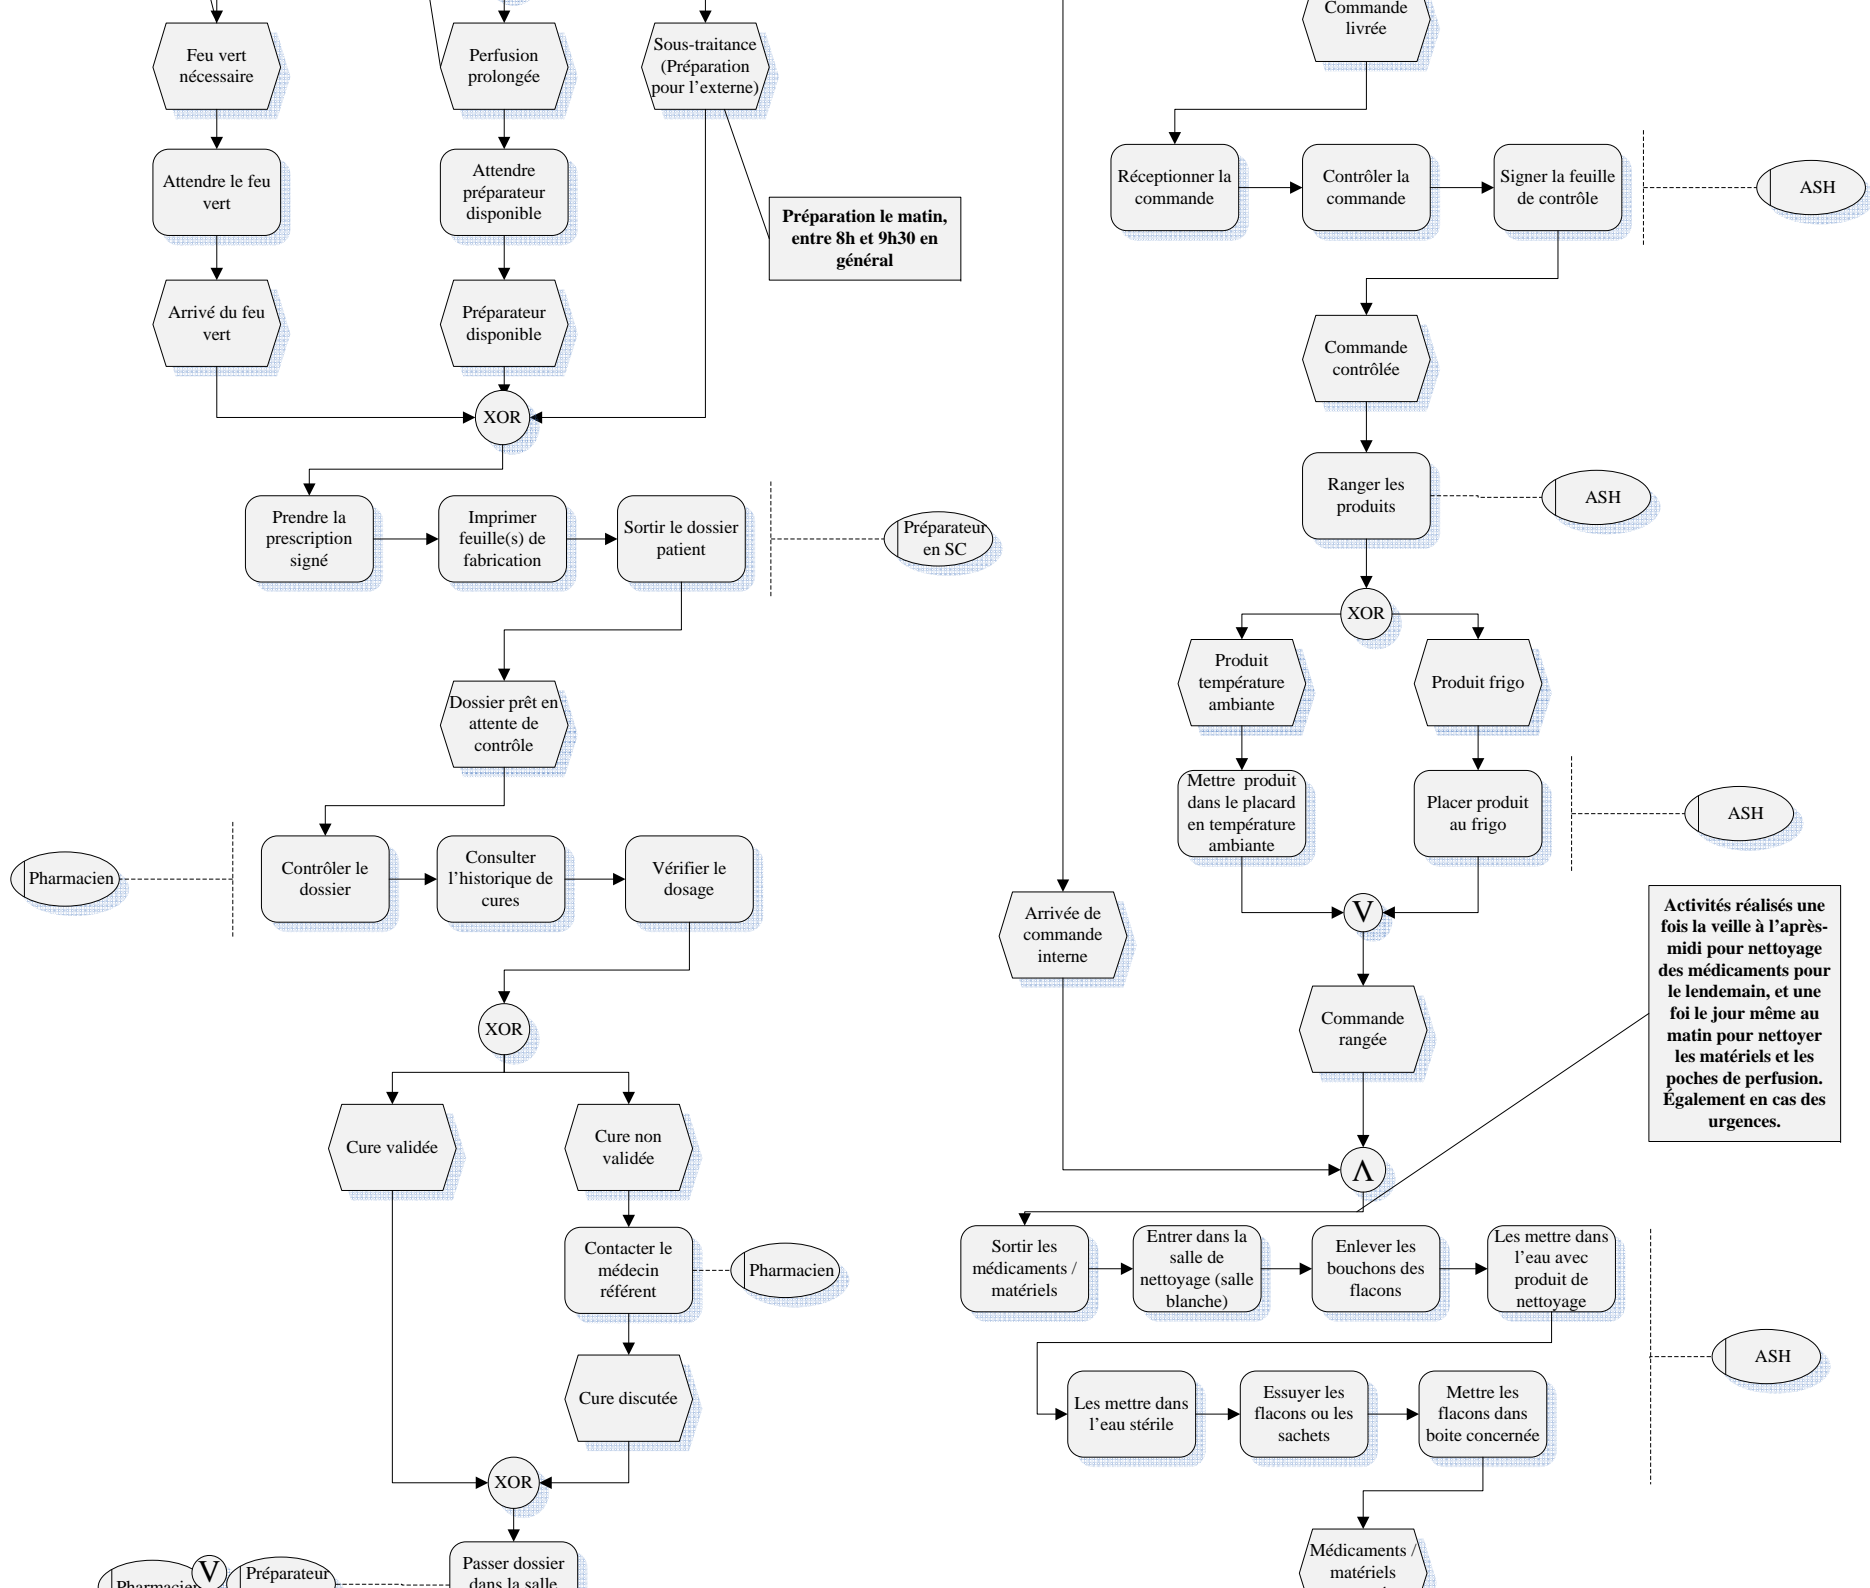 Feu vert
nécessaire
Perfusion
prolongée
Sous-traitance
(Préparation
pour l’externe)
Attendre le feu
vert
Attendre
préparateur
disponible
Préparation le matin,
entre 8h et 9h30 en
général
Arrivé du feu
vert
Préparateur
disponible
XOR
Prendre la
prescription
signé
Imprimer
feuille(s) de
fabrication
Sortir le dossier
patient
Préparateur
en SC
Dossier prêt en
attente de
contrôle
Pharmacien
Contrôler le
dossier
Consulter
l’historique de
cures
Vérifier le
dosage
XOR
Cure validée
Cure non
validée
Contacter le
médecin
référent
Pharmacien
Cure discutée
XOR
Pharmacien
V
Préparateur
Passer dossier
dans la salle
Commande
livrée
Réceptionner la
commande
Contrôler la
commande
Signer la feuille
de contrôle
ASH
Commande
contrôlée
Ranger les
produits
ASH
XOR
Produit
température
ambiante
Produit frigo
Mettre  produit
dans le placard
en température
ambiante
Placer produit
au frigo
ASH
V
Arrivée de
commande
interne
Commande
rangée
Activités réalisés une
fois la veille à l’après-
midi pour nettoyage
des médicaments pour
le lendemain, et une
foi le jour même au
matin pour nettoyer
les matériels et les
poches de perfusion.
Également en cas des
urgences.
Λ
Sortir les
médicaments /
matériels
Entrer dans la
salle de
nettoyage (salle
blanche)
Enlever les
bouchons des
flacons
Les mettre dans
l’eau avec
produit de
nettoyage
Les mettre dans
l’eau stérile
Essuyer les
flacons ou les
sachets
Mettre les
flacons dans
boite concernée
ASH
Médicaments /
matériels